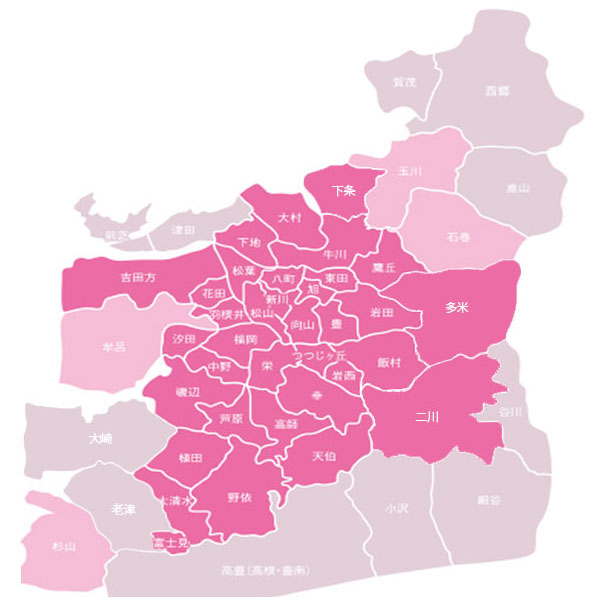 賀茂
西郷
玉川
下条
嵩山
大村
前芝
津田
石巻
下地
牛川
鷹丘
松葉
吉田方
八町
東田
旭
花田
新川
多米
羽根井
松山
岩田
向山
豊
汐田
福岡
牟呂
つつじヶ丘
飯村
中野
栄
岩西
磯辺
幸
谷川
二川
芦原
高師
大崎
植田
天伯
野依
大清水
細谷
老津
小沢
富士見
杉山
高豊(高根・豊南)